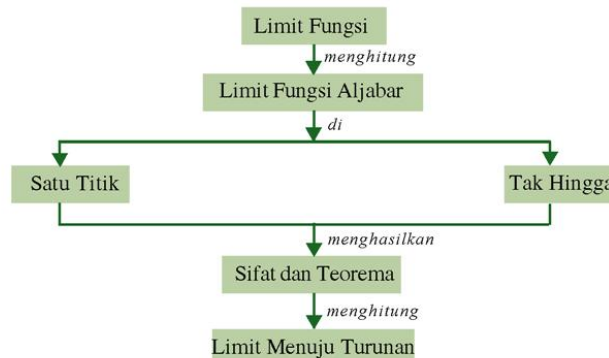 Limit Fungsi
menghitung
Limit Fungsi Aljabar
di
Satu Titik
Tak Hingga
menghasilkan
Sifat dan Teorema
menghitung
Limit Menuju Turunan